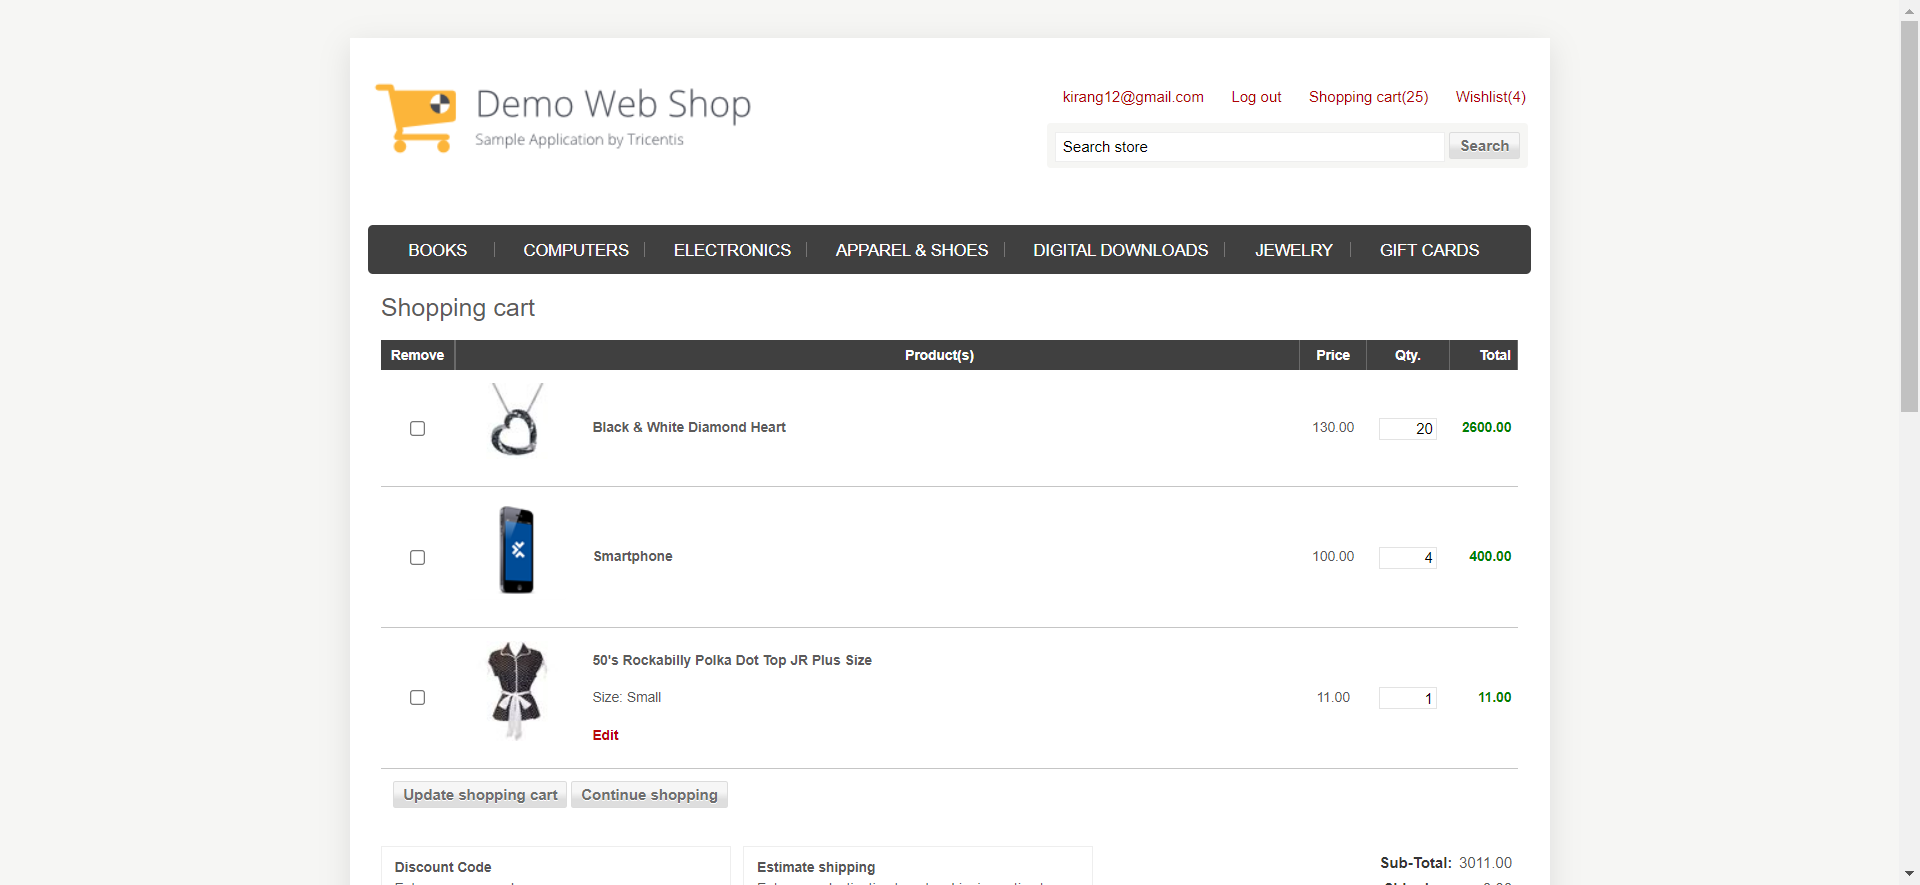 Demo Web Shop
Sample Application by Tricentis
kirang12@gmail.com Log out Shopping cart(25) Wishlist(4)
Search store Search
BOOKS COMPUTERS ELECTRONICS APPAREL & SHOES DIGITAL DOWNLOADS JEWELRY GIFT CARDS
Shopping cart
Remove Product(s) Price Qty. Total
Black & White Diamond Heart 130.00 20 2600.00
Smartphone 100.00 4 400.00
50's Rockabilly Polka Dot Top JR Plus Size
Size: Small 11.00 1 11.00
Edit
Update shopping cart Continue shopping
Discount Code Estimate shipping Sub-Total: 3011.00